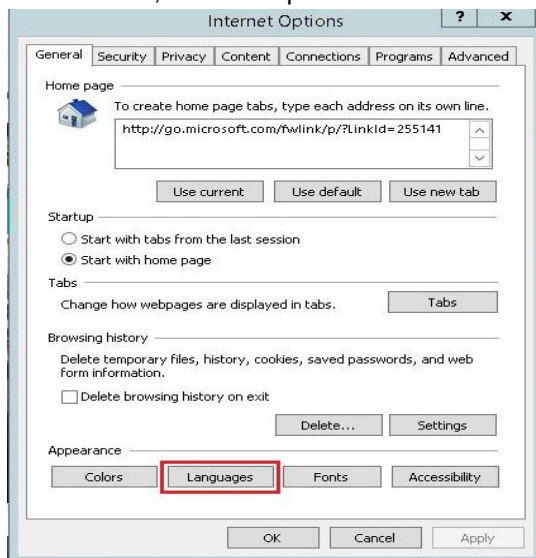 Internet Options ? x
General Security Privacy Content Connections Programs Advanced
Home page
To create home page tabs, type each address on its own line.
http://go.microsoft.com/fwlink/p/?LinkId=255141
Use current Use default Use new tab
Startup
Start with tabs from the last session
Start with home page
Tabs
Change how webpages are displayed in tabs. Tabs
Browsing history
Delete temporary files, history, cookies, saved passwords, and web
form information.
Delete browsing history on exit
Delete... Settings
Appearance
Colors Languages Fonts Accessibility
OK Cancel Apply